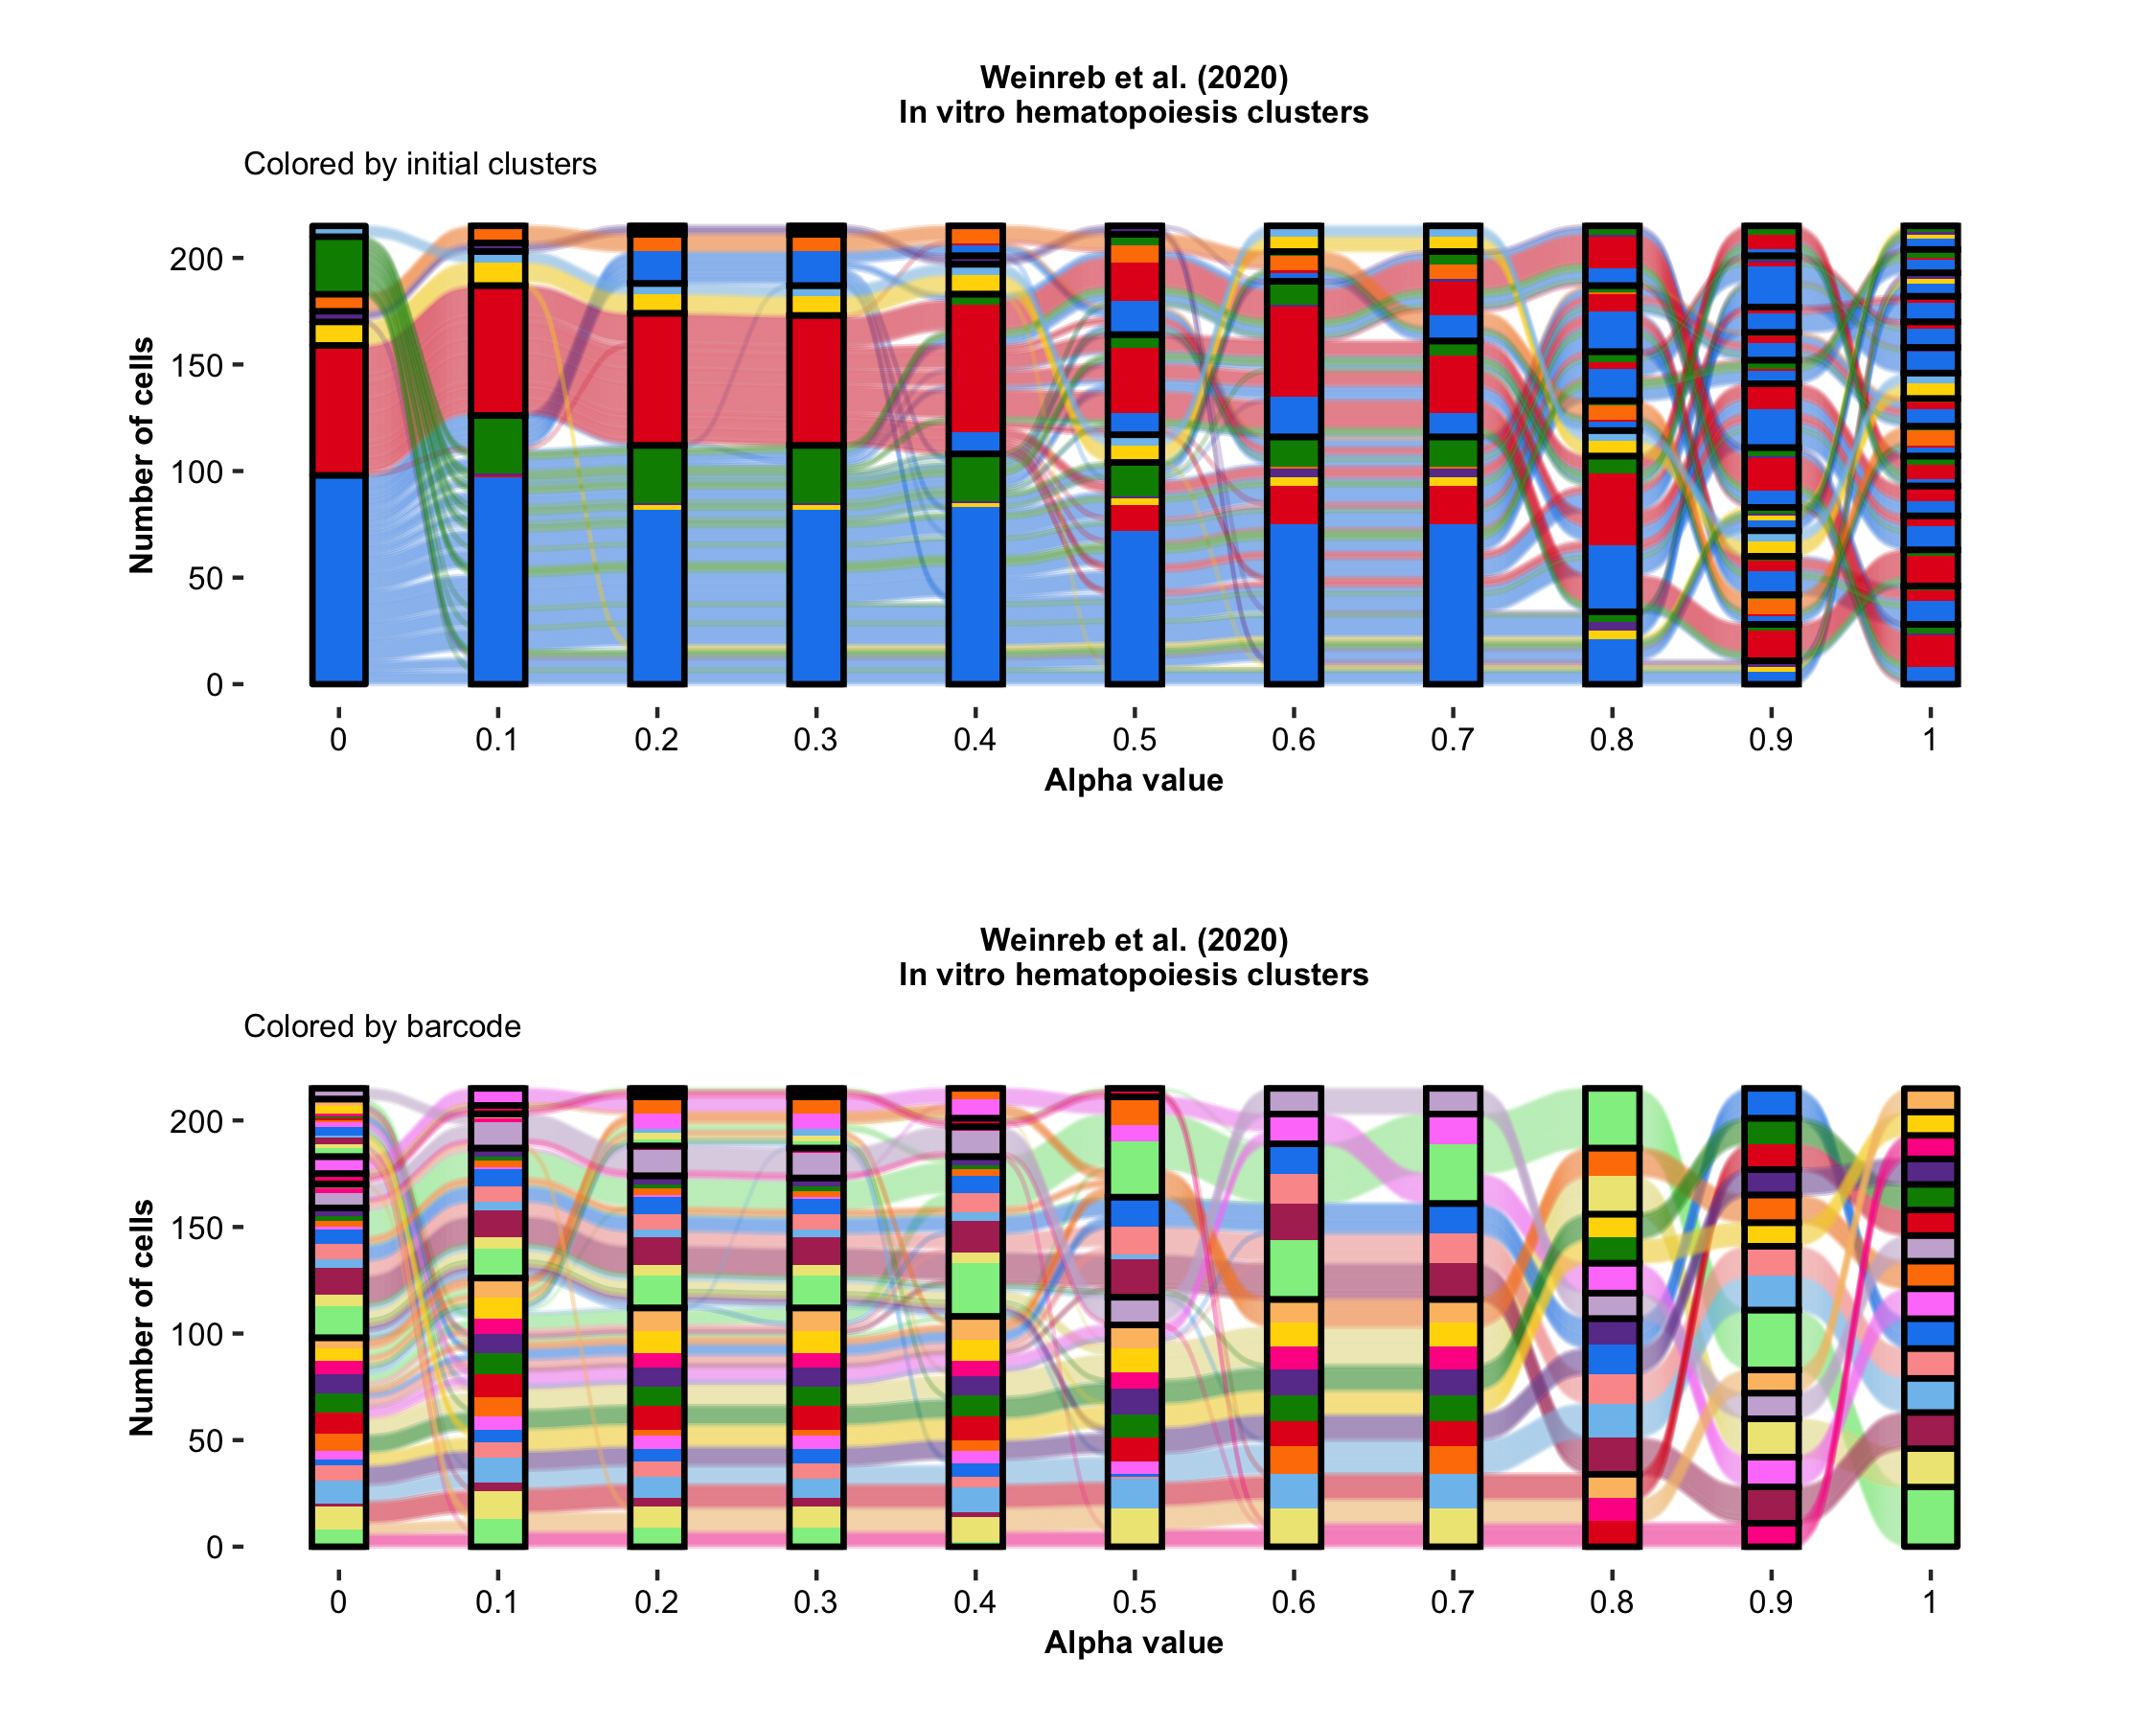 Weinreb et al. (2020)
In vitro hematopoiesis clusters
Colored by initial clusters
Number of cells
200
150
100
50
0
0 0.1 0.2 0.3 0.4 0.5 0.6 0.7 0.8 0.9 1
Alpha value
Weinreb et al. (2020)
In vitro hematopoiesis clusters
Colored by barcode
Number of cells
200
150
100
50
0
0 0.1 0.2 0.3 0.4 0.5 0.6 0.7 0.8 0.9 1
Alpha value